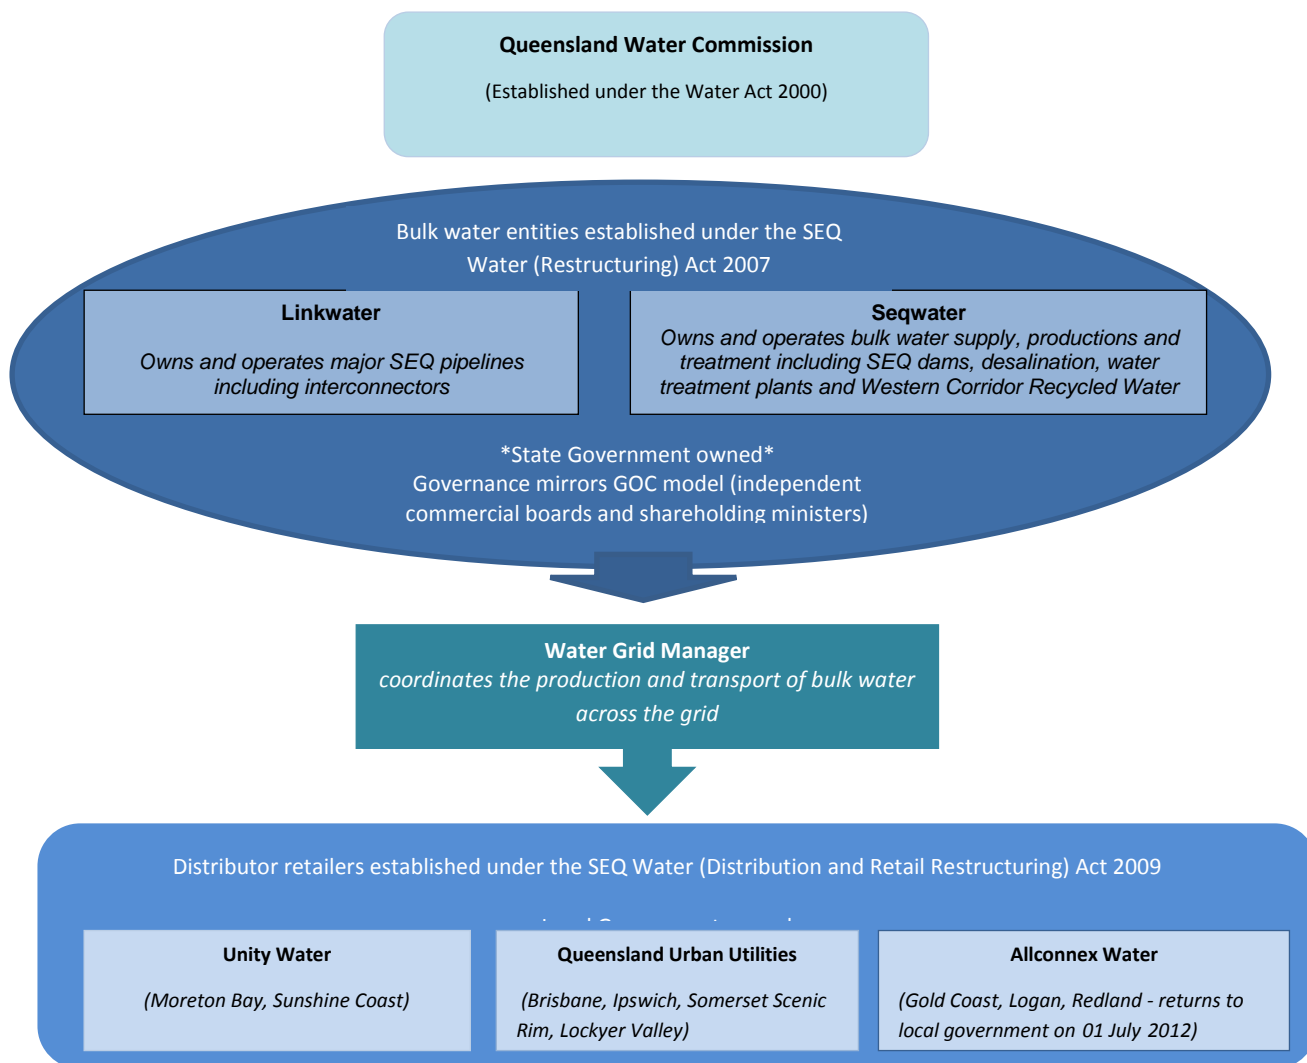 Queensland Water Commission
(Established under the Water Act 2000)
Bulk water entities established under the SEQ
Water (Restructuring) Act 2007
Linkwater
Owns and operates major SEQ pipelines
including interconnectors
Seqwater
Owns and operates bulk water supply, productions and
treatment including SEQ dams, desalination, water
treatment plants and Western Corridor Recycled Water
*State Government owned*
Governance mirrors GOC model (independent
commercial boards and shareholding ministers)
Water Grid Manager
coordinates the production and transport of bulk water
across the grid
Distributor retailers established under the SEQ Water (Distribution and Retail Restructuring) Act 2009
Unity Water
(Moreton Bay, Sunshine Coast)
Queensland Urban Utilities
(Brisbane, Ipswich, Somerset Scenic
Rim, Lockyer Valley)
Allconnex Water
(Gold Coast, Logan, Redland - returns to
local government on 01 July 2012)